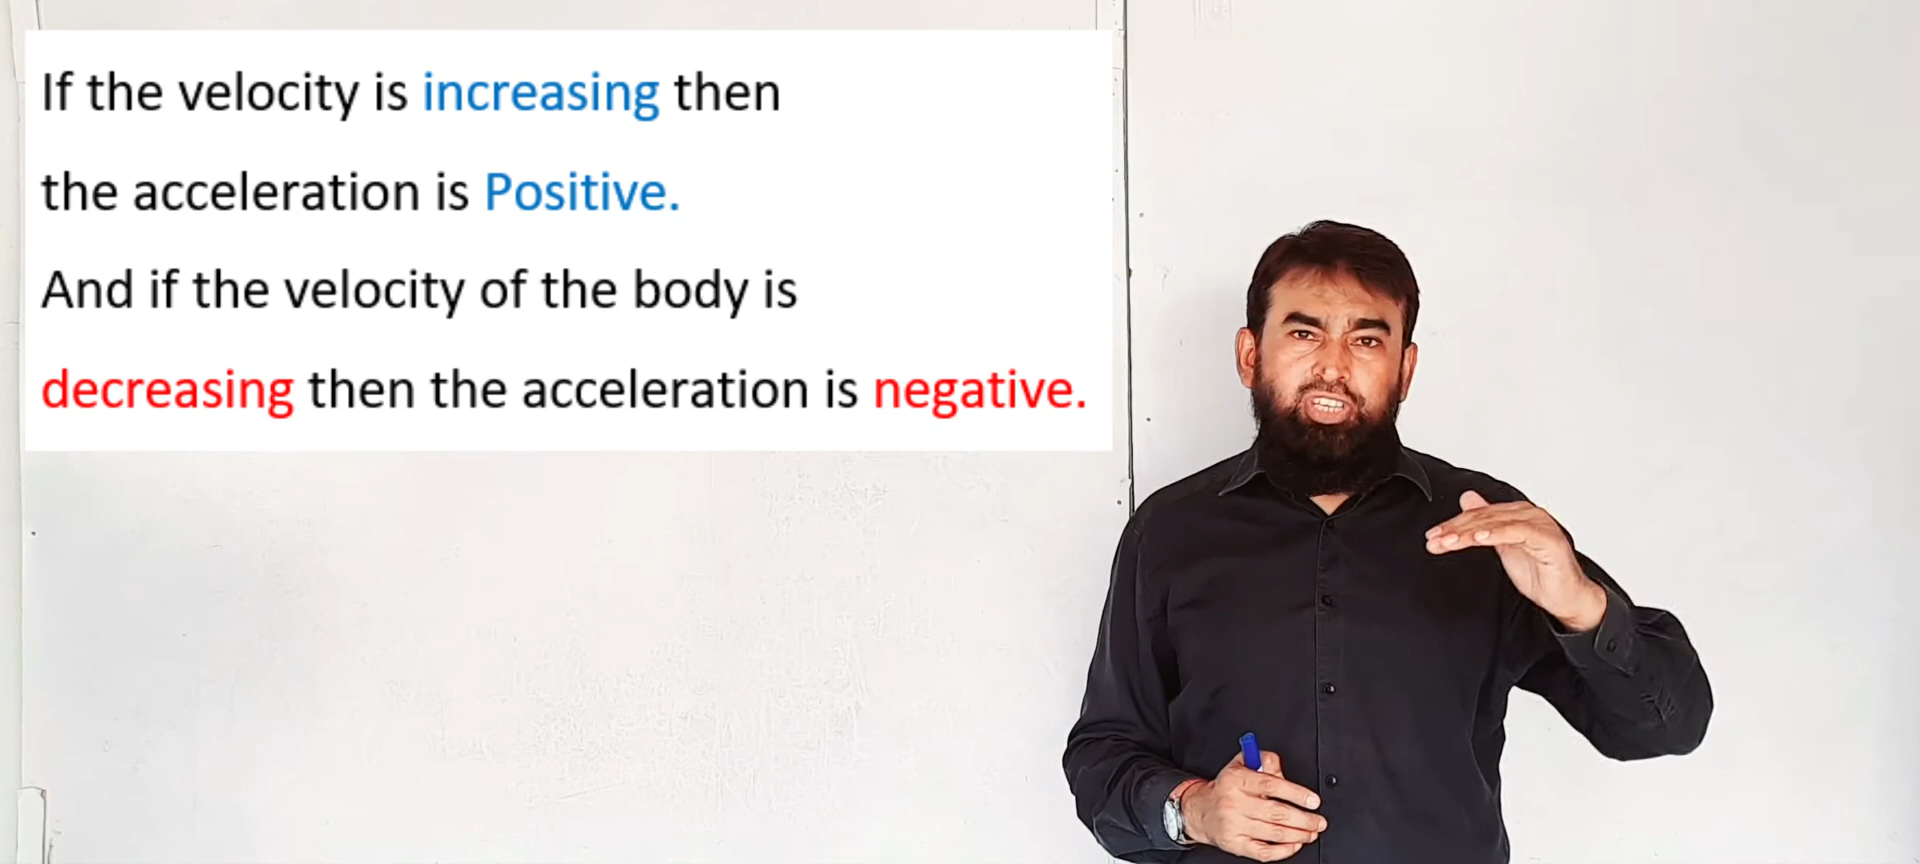 If the velocity is increasing then
the acceleration is Positive.
And if the velocity of the body is
decreasing then the acceleration is negative.